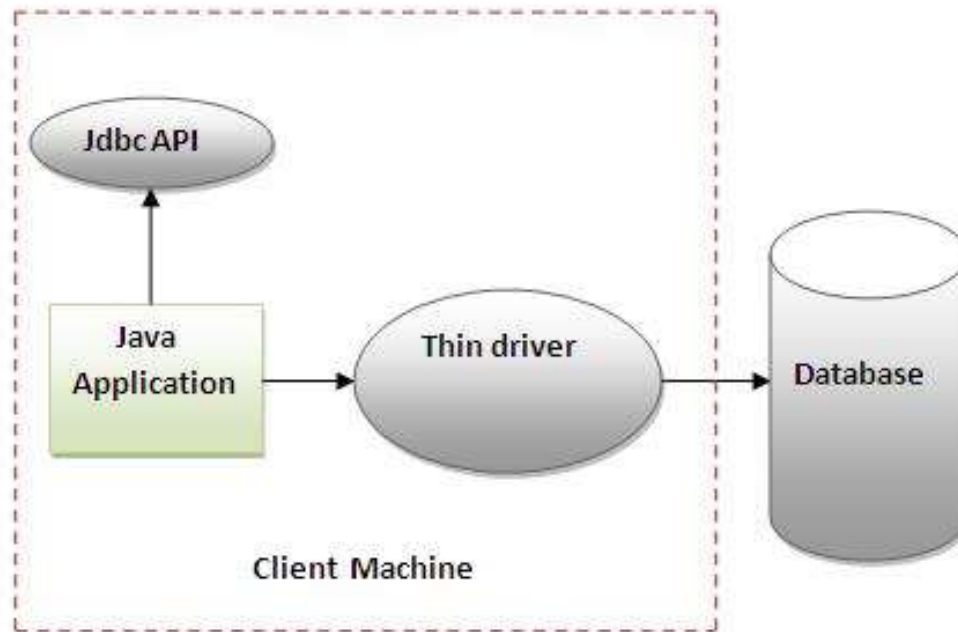 Jdbc API
Java
Application
Thin driver
Database
Client Machine